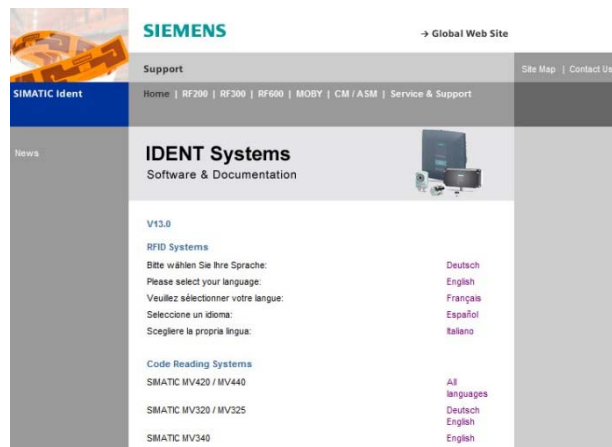 SIEMENS
→ Global Web Site
Support
Site Map | Contact Us
SIMATIC Ident
Home | RF200 | RF300 | RF600 | MOBY | CM / ASM | Service & Support
News
IDENT Systems
Software & Documentation
V13.0
RFID Systems
Bitte wählen Sie Ihre Sprache: Deutsch
Please select your language: English
Veuillez sélectionner votre langue: Français
Seleccione un idioma: Español
Scegliere la propria lingua: Italiano
Code Reading Systems
SIMATIC MV420 / MV440 All
languages
SIMATIC MV320 / MV325 Deutsch
English
SIMATIC MV340 English